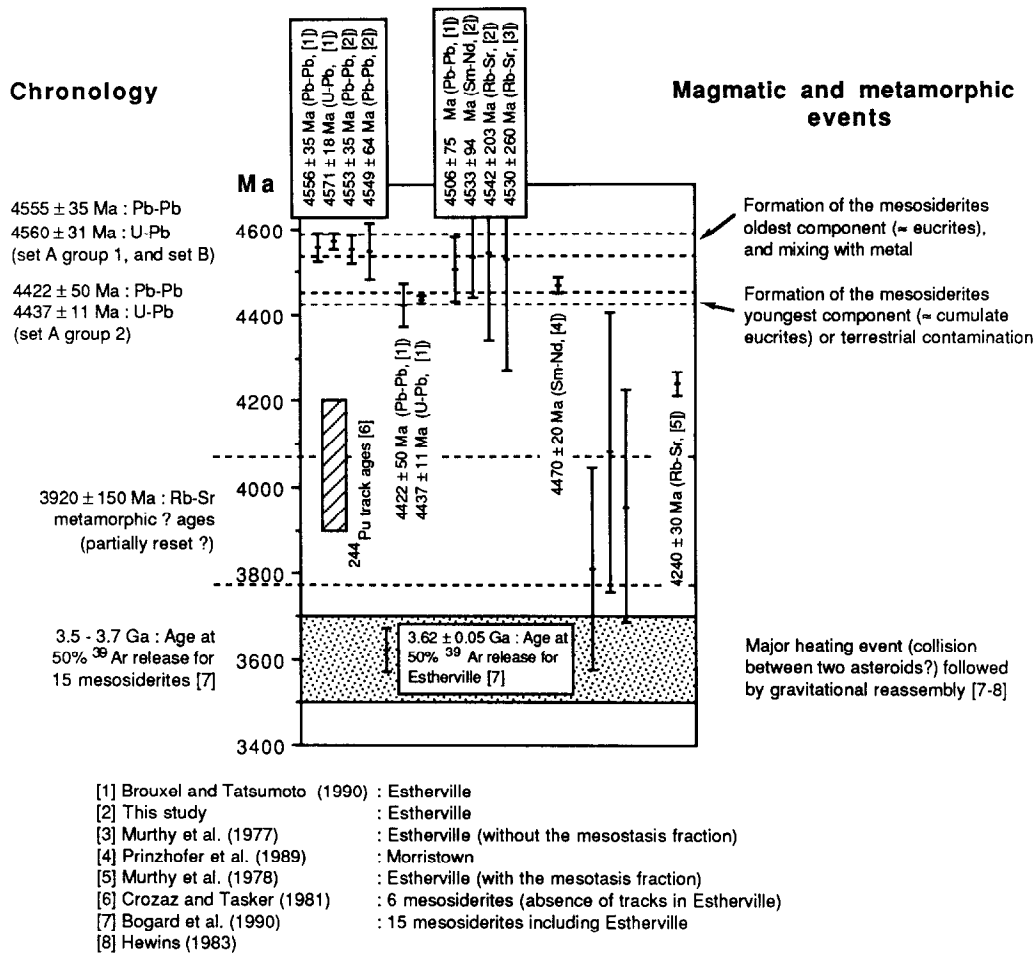 4556 ± 35 Ma (Pb-Pb, [1])
4571 ± 18 Ma (U-Pb, [1])
4553 ± 35 Ma (Pb-Pb, [2])
4549 ± 64 Ma (Pb-Pb, [2])
4506 ± 75 Ma (Pb-Pb, [1])
4533 ± 94 Ma (Sm-Nd, [2])
4542 ± 203 Ma (Rb-Sr, [2])
4530 ± 260 Ma (Rb-Sr, [3])
Chronology
Magmatic and metamorphic
events
Ma
4600
4400
4200
4000
3800
3600
3400
4555 ± 35 Ma : Pb-Pb
4560 ± 31 Ma : U-Pb
(set A group 1, and set B)
4422 ± 50 Ma : Pb-Pb
4437 ± 11 Ma : U-Pb
(set A group 2)
3920 ± 150 Ma : Rb-Sr
metamorphic ? ages
(partially reset ?)
3.5 - 3.7 Ga : Age at
50% 39 Ar release for
15 mesosiderites [7]
244 Pu track ages [6]
4422 ± 50 Ma (Pb-Pb, [1])
4437 ± 11 Ma (U-Pb, [1])
4470 ± 20 Ma (Sm-Nd, [4])
4240 ± 30 Ma (Rb-Sr, [5])
3.62 ± 0.05 Ga : Age at
50% 39 Ar release for
Estherville [7]
Formation of the mesosiderites
oldest component (≈ eucrites),
and mixing with metal
Formation of the mesosiderites
youngest component (≈ cumulate
eucrites) or terrestrial contamination
Major heating event (collision
between two asteroids?) followed
by gravitational reassembly [7-8]
[1] Brouxel and Tatsumoto (1990) : Estherville
[2] This study : Estherville
[3] Murthy et al. (1977) : Estherville (without the mesostasis fraction)
[4] Prinzhofer et al. (1989) : Morristown
[5] Murthy et al. (1978) : Estherville (with the mesotasis fraction)
[6] Crozaz and Tasker (1981) : 6 mesosiderites (absence of tracks in Estherville)
[7] Bogard et al. (1990) : 15 mesosiderites including Estherville
[8] Hewins (1983)